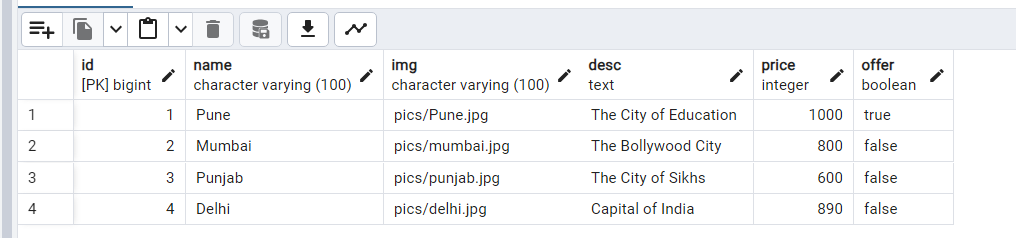 id name img desc price offer
[PK] bigint character varying (100) character varying (100) text integer boolean
1 1 Pune pics/Pune.jpg The City of Education 1000 true
2 2 Mumbai pics/mumbai.jpg The Bollywood City 800 false
3 3 Punjab pics/punjab.jpg The City of Sikhs 600 false
4 4 Delhi pics/delhi.jpg Capital of India 890 false